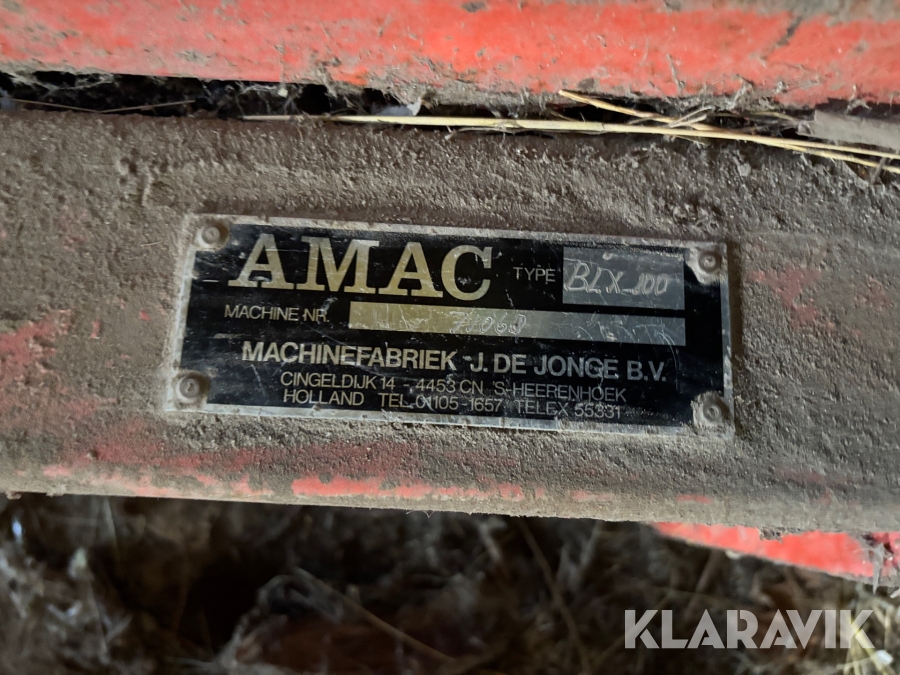 AMAC TYPE BLX-100
MACHINE NR.
MACHINEFABRIEK - J. DE JONGE B.V.
CINGELDIJK 14 - 4453 CN 'S-HEERENHOEK
HOLLAND TEL. 01105-1657 TELEX 55331
KLARAVIK